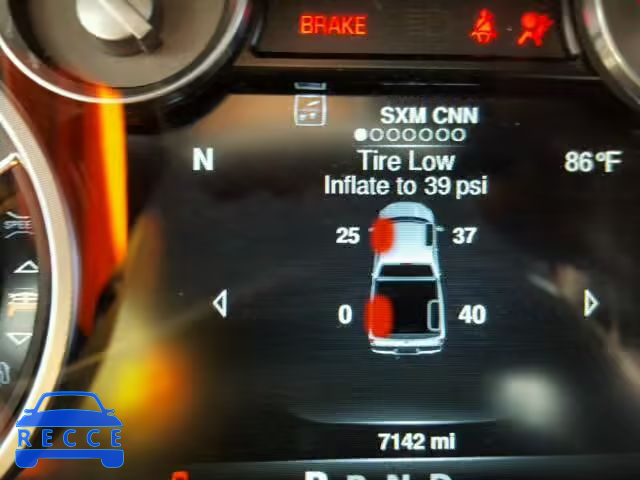 BRAKE
SXM CNN
N Tire Low 86°F
Inflate to 39 psi
25 37
0 40
7142 mi
P R N D
RECCE